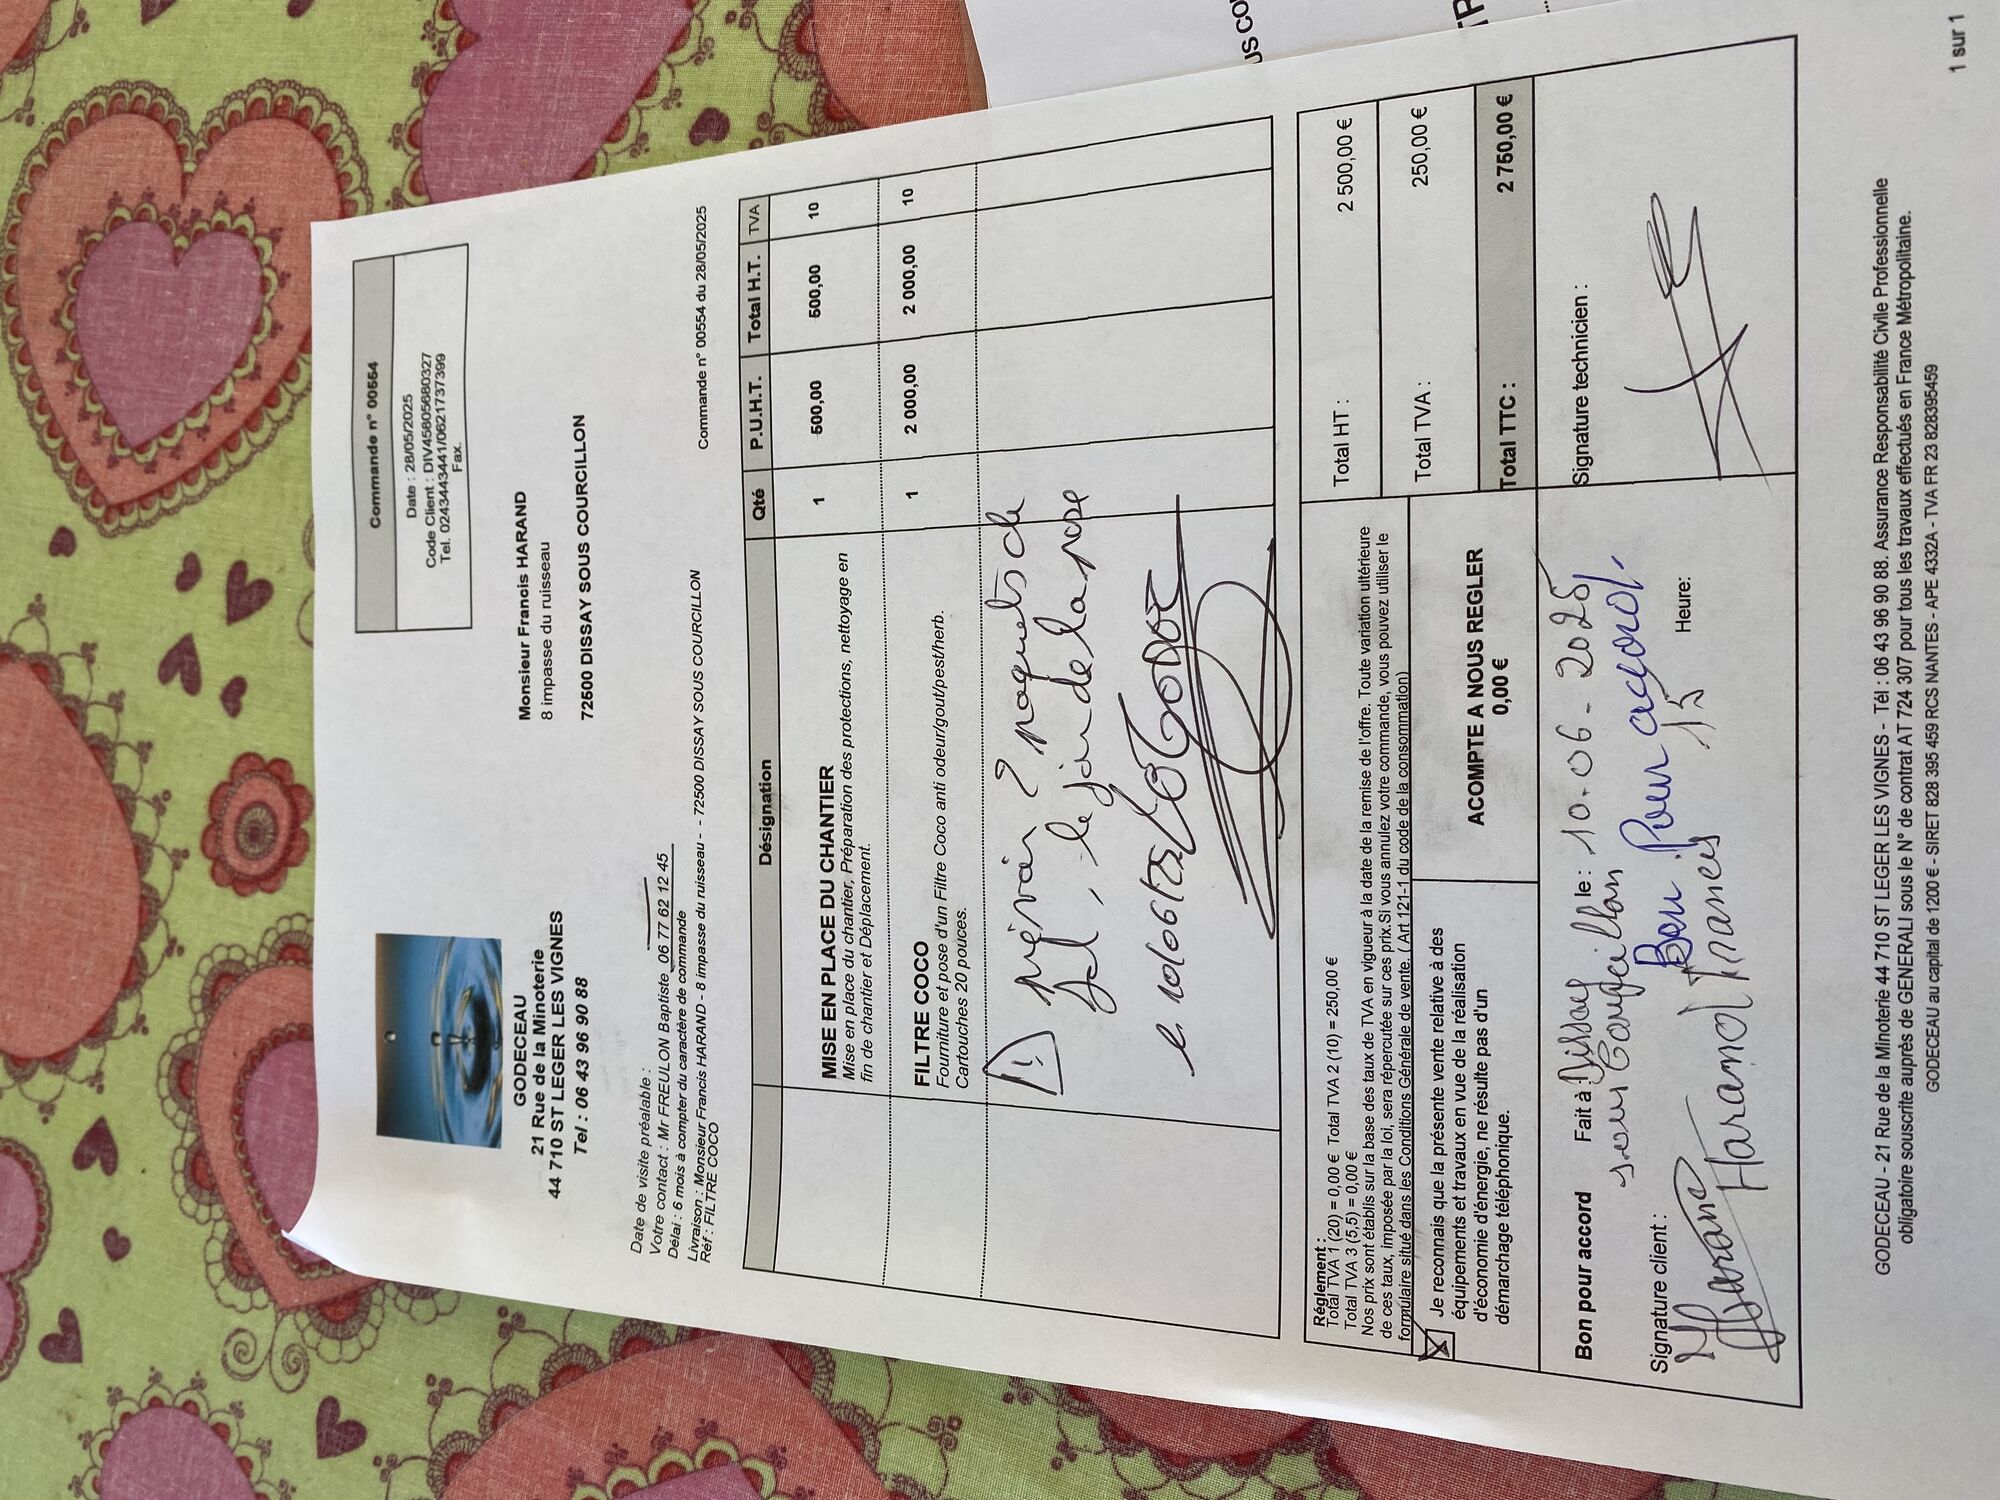 Commande n° 00554
Date : 28/05/2025
Code Client : DIV45805680327
Tel. 0243443441/0621737399
Fax.
GODECEAU
21 Rue de la Minoterie
44 710 ST LEGER LES VIGNES
Tel : 06 43 96 90 88
Monsieur Francis HARAND
8 impasse du ruisseau
72500 DISSAY SOUS COURCILLON
Date de visite préalable :
Votre contact : Mr FREULON Baptiste 06 77 62 12 45
Délai : 6 mois à compter du caractère de commande
Livraison : Monsieur Francis HARAND - 8 impasse du ruisseau - - 72500 DISSAY SOUS COURCILLON
Réf : FILTRE COCO
Commande n° 00554 du 28/05/2025
Désignation Qté P.U.H.T. Total H.T. TVA
MISE EN PLACE DU CHANTIER 1 500,00 500,00 10
Mise en place du chantier, Préparation des protections, nettoyage en
fin de chantier et Déplacement.
FILTRE COCO 1 2 000,00 2 000,00 10
Fourniture et pose d'un Filtre Coco anti odeur/gout/pest/herb.
Cartouches 20 pouces.
! prévoir 2 paquets de
Sel, le jour de la pose
Réglement :
Total TVA 1 (20) = 0,00 € Total TVA 2 (10) = 250,00 €
Total TVA 3 (5,5) = 0,00 €
Nos prix sont établis sur la base des taux de TVA en vigueur à la date de la remise de l'offre. Toute variation ultérieure
de ces taux, imposée par la loi, sera répercutée sur ces prix.Si vous annulez votre commande, vous pouvez utiliser le
formulaire situé dans les Conditions Générale de vente. ( Art 121-1 du code de la consommation)
Total HT : 2 500,00 €
Total TVA : 250,00 €
Total TTC : 2 750,00 €
X Je reconnais que la présente vente relative à des
équipements et travaux en vue de la réalisation
d'économie d'énergie, ne résulte pas d'un
démarchage téléphonique.
ACOMPTE A NOUS REGLER
0,00 €
Bon pour accord Fait à : Dissay le : 10.06.2025
sous Courcillon
Bon Pour accord.
Signature client : Heure: 15
Harand Francis
Signature technicien :
GODECEAU - 21 Rue de la Minoterie 44 710 ST LEGER LES VIGNES - Tél : 06 43 96 90 88. Assurance Responsabilité Civile Professionnelle
obligatoire souscrite auprès de GENERALI sous le N° de contrat AT 724 307 pour tous les travaux effectués en France Métropolitaine.
GODECEAU au capital de 1200 € - SIRET 828 395 459 RCS NANTES - APE 4332A - TVA FR 23 828395459
1 sur 1